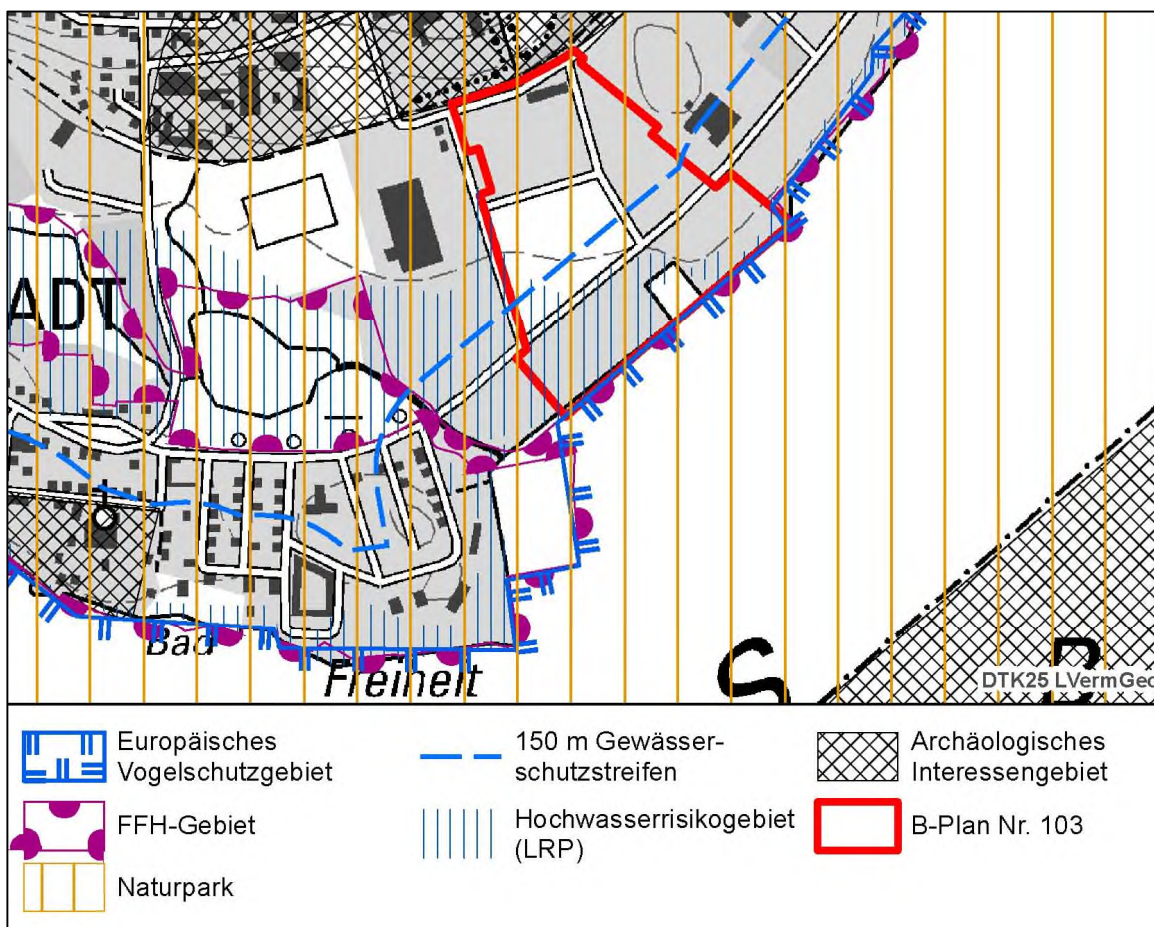 ADT
Bad
Freiheit
S
B
DTK25 LVermGeo
Europäisches
Vogelschutzgebiet
FFH-Gebiet
Naturpark
150 m Gewässer-
schutzstreifen
Hochwasserrisikogebiet
(LRP)
Archäologisches
Interessengebiet
B-Plan Nr. 103